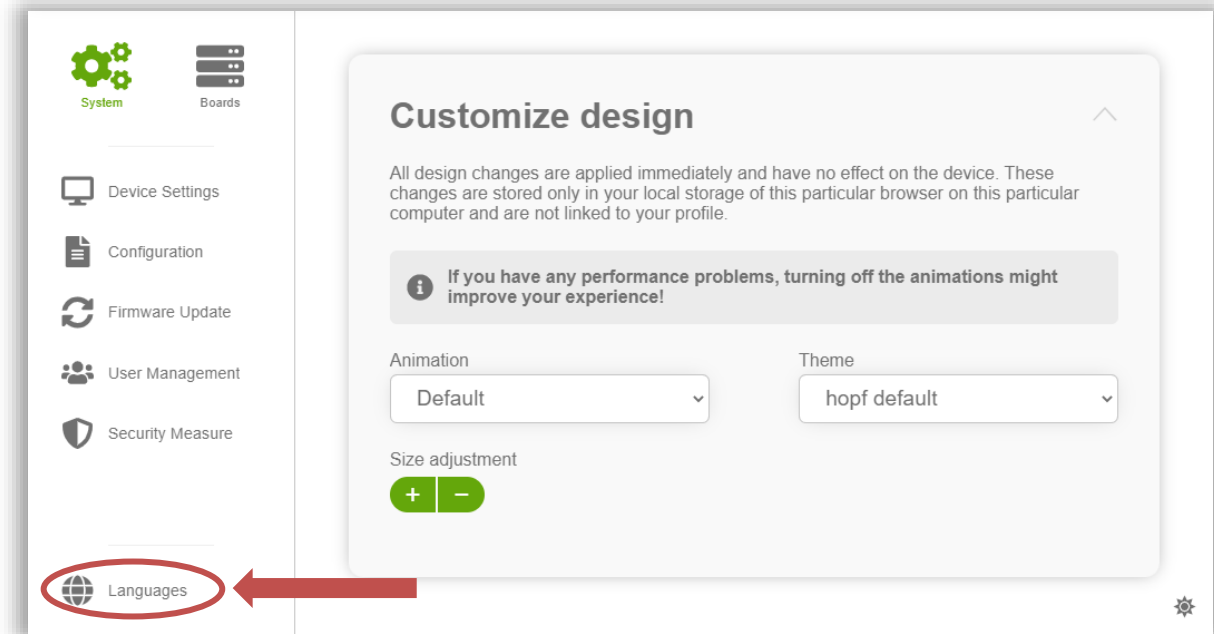 System
Boards
Device Settings
Configuration
Firmware Update
User Management
Security Measure
Languages
Customize design
All design changes are applied immediately and have no effect on the device. These
changes are stored only in your local storage of this particular browser on this particular
computer and are not linked to your profile.
If you have any performance problems, turning off the animations might
improve your experience!
Animation
Theme
Default
hopf default
Size adjustment
+ −